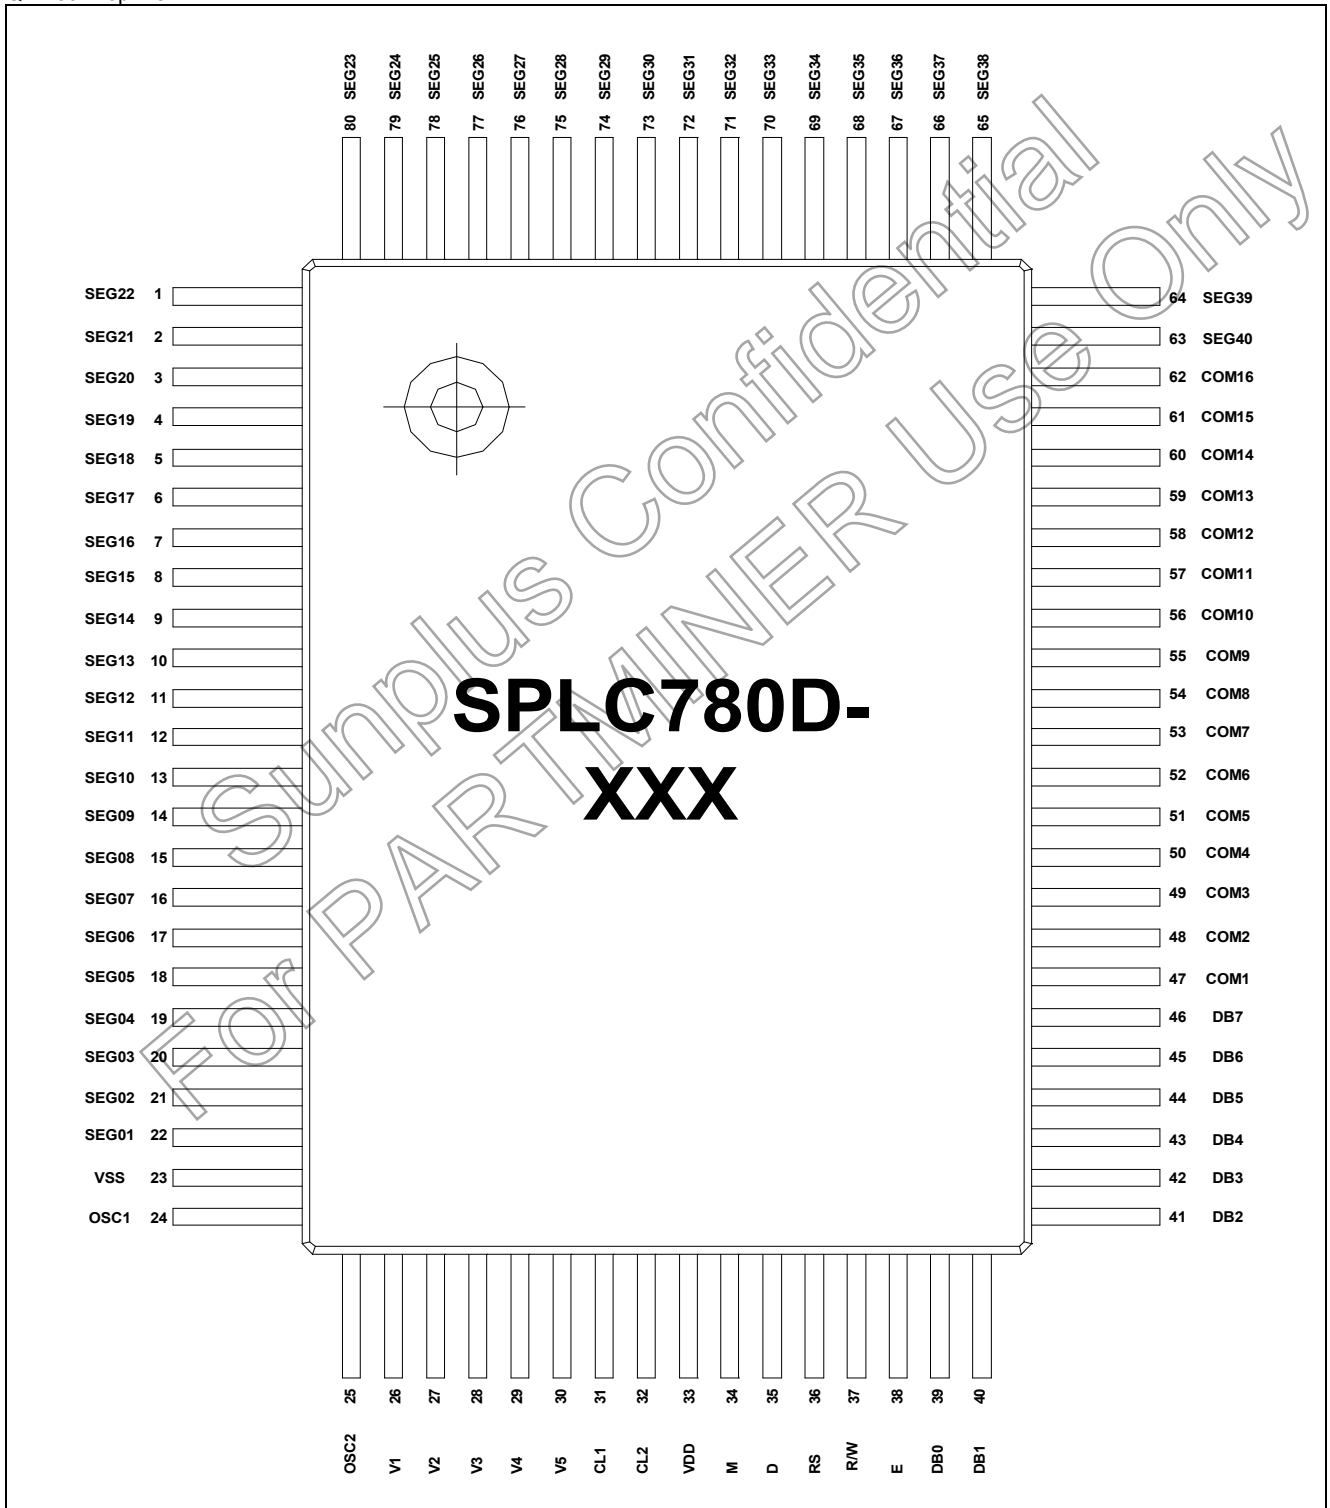 80 SEG23
79 SEG24
78 SEG25
77 SEG26
76 SEG27
75 SEG28
74 SEG29
73 SEG30
72 SEG31
71 SEG32
70 SEG33
69 SEG34
68 SEG35
67 SEG36
66 SEG37
65 SEG38
SEG22 1
SEG21 2
SEG20 3
SEG19 4
SEG18 5
SEG17 6
SEG16 7
SEG15 8
SEG14 9
SEG13 10
SEG12 11
SEG11 12
SEG10 13
SEG09 14
SEG08 15
SEG07 16
SEG06 17
SEG05 18
SEG04 19
SEG03 20
SEG02 21
SEG01 22
VSS 23
OSC1 24
SPLC780D-
XXX
Sunplus Confidential
For PARTMINER Use Only
64 SEG39
63 SEG40
62 COM16
61 COM15
60 COM14
59 COM13
58 COM12
57 COM11
56 COM10
55 COM9
54 COM8
53 COM7
52 COM6
51 COM5
50 COM4
49 COM3
48 COM2
47 COM1
46 DB7
45 DB6
44 DB5
43 DB4
42 DB3
41 DB2
OSC2 25
V1 26
V2 27
V3 28
V4 29
V5 30
CL1 31
CL2 32
VDD 33
M 34
D 35
RS 36
R/W 37
E 38
DB0 39
DB1 40